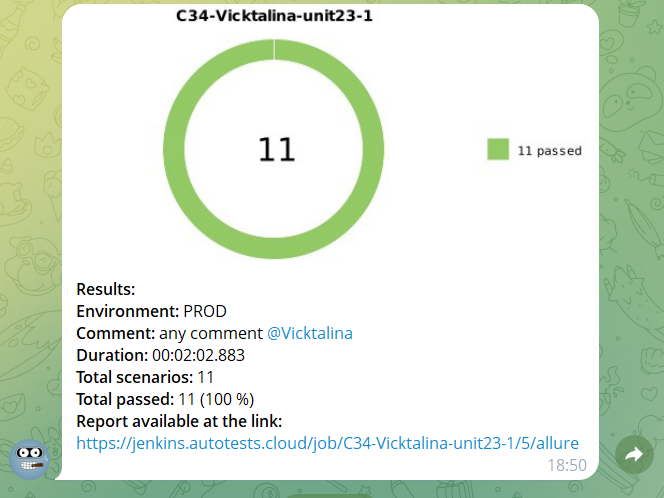 C34-Vicktalina-unit23-1
11
11 passed
Results:
Environment: PROD
Comment: any comment @Vicktalina
Duration: 00:02:02.883
Total scenarios: 11
Total passed: 11 (100 %)
Report available at the link:
https://jenkins.autotests.cloud/job/C34-Vicktalina-unit23-1/5/allure
18:50